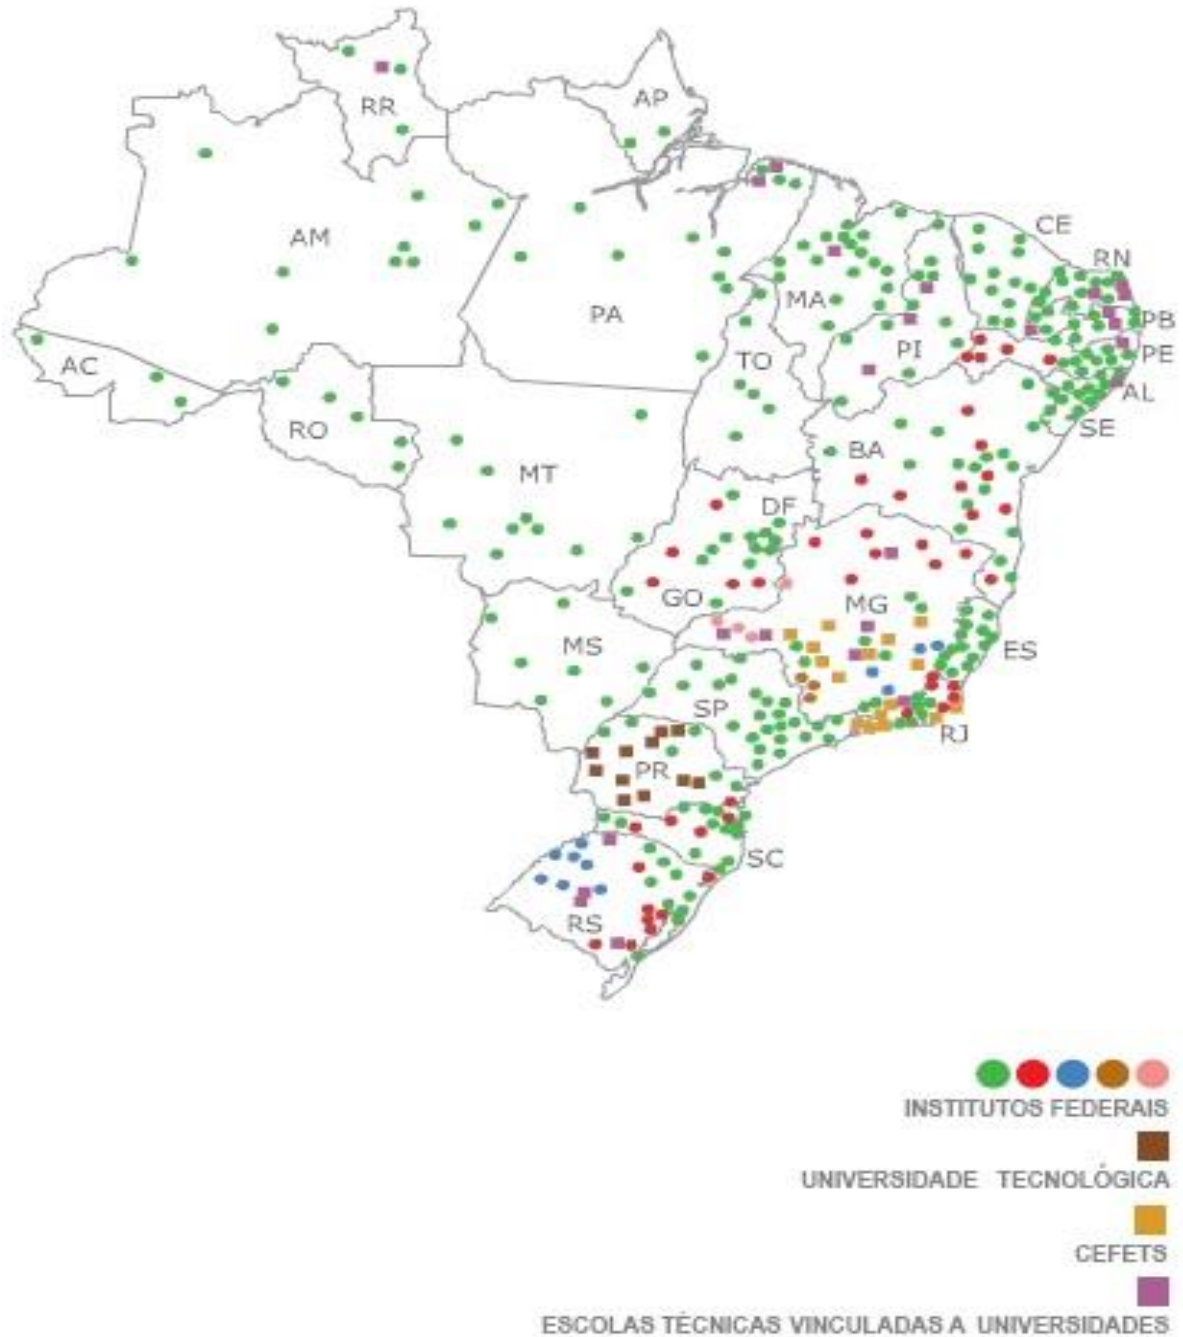 RR
AP
AM
PA
MA
CE
RN
PB
PE
AL
SE
PI
TO
AC
RO
MT
BA
DF
GO
MG
ES
MS
SP
RJ
PR
SC
RS
INSTITUTOS FEDERAIS
UNIVERSIDADE TECNOLÓGICA
CEFETS
ESCOLAS TÉCNICAS VINCULADAS A UNIVERSIDADES